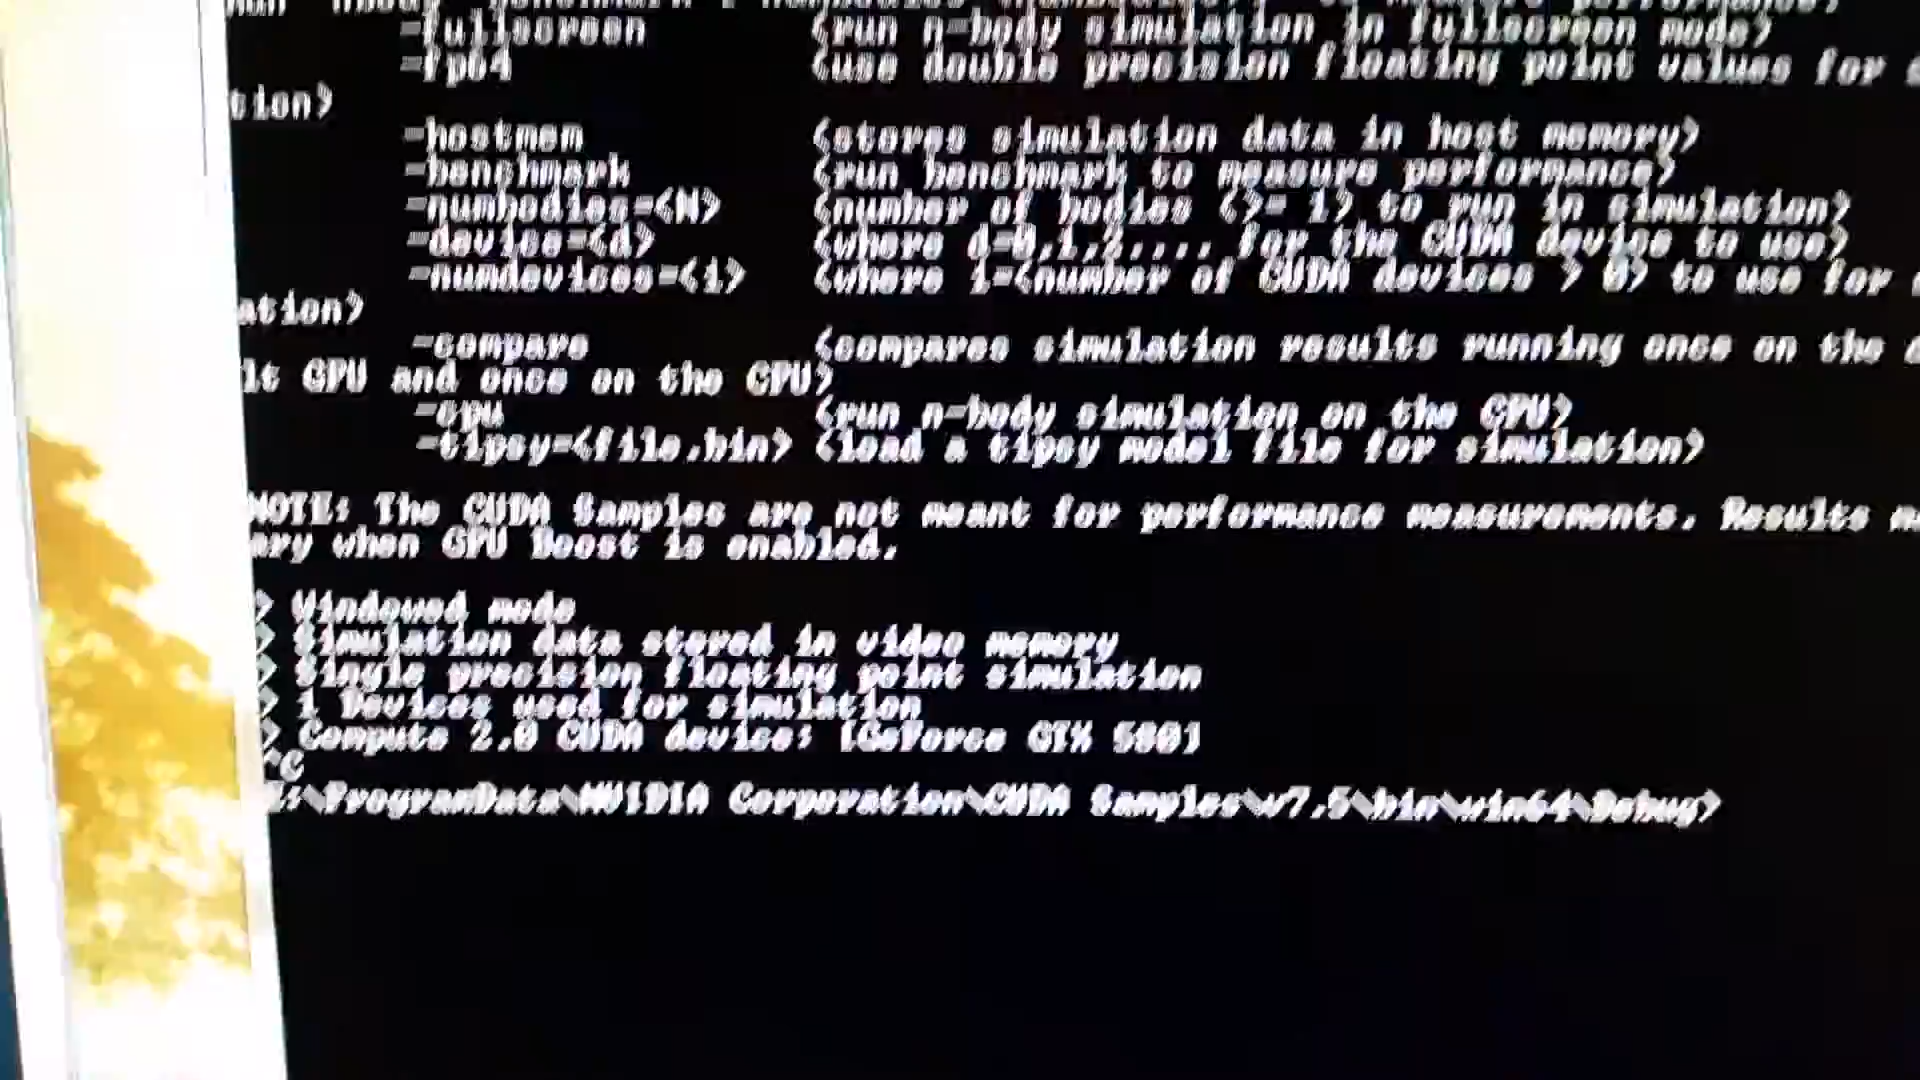 -fullscreen (run n-body simulation in fullscreen mode)
-fp64 (use double precision floating point values for
tion)
-hostmem (stores simulation data in host memory)
-benchmark (run benchmark to measure performance)
-numbodies=<N> (number of bodies (>= 1) to run in simulation)
-device=<d> (where d=0,1,2.... for the CUDA device to use)
-numdevices=<i> (where i=(number of CUDA devices > 0) to use for
ation)
-compare (compares simulation results running once on the
lt GPU and once on the CPU)
-cpu (run n-body simulation on the CPU)
-tipsy=<file.bin> (load a tipsy model file for simulation)
NOTE: The CUDA Samples are not meant for performance measurements. Results
ary when GPU Boost is enabled.
> Windowed mode
> Simulation data stored in video memory
> Single precision floating point simulation
> 1 Devices used for simulation
> Compute 2.0 CUDA device: [GeForce GTX 580]
^C
:\ProgramData\NVIDIA Corporation\CUDA Samples\v7.5\bin\win64\Debug>